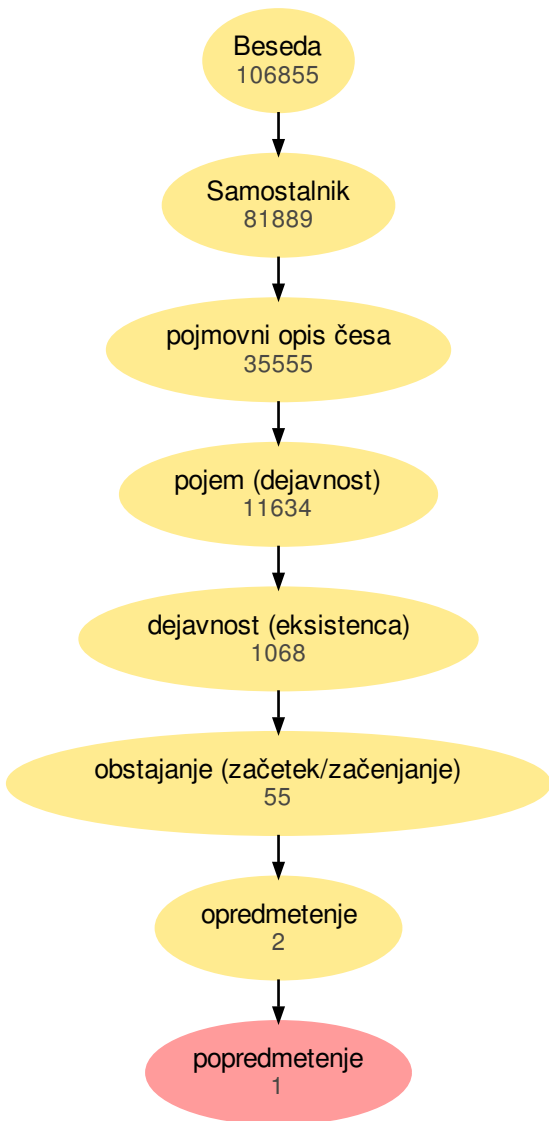 Beseda
106855
Samostalnik
81889
pojmovni opis česa
35555
pojem (dejavnost)
11634
dejavnost (eksistenca)
1068
obstajanje (začetek/začenjanje)
55
opredmetenje
2
popredmetenje
1